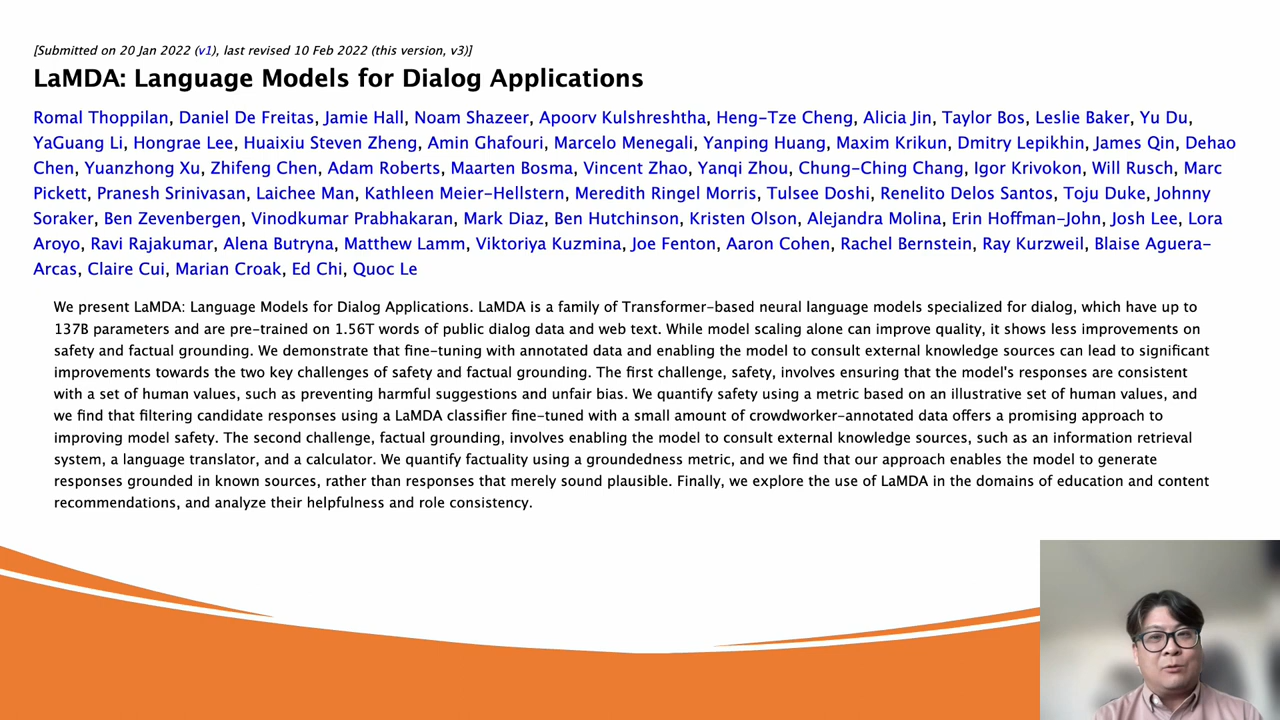 [Submitted on 20 Jan 2022 (v1), last revised 10 Feb 2022 (this version, v3)]
LaMDA: Language Models for Dialog Applications
Romal Thoppilan, Daniel De Freitas, Jamie Hall, Noam Shazeer, Apoorv Kulshreshtha, Heng-Tze Cheng, Alicia Jin, Taylor Bos, Leslie Baker, Yu Du,
YaGuang Li, Hongrae Lee, Huaixiu Steven Zheng, Amin Ghafouri, Marcelo Menegali, Yanping Huang, Maxim Krikun, Dmitry Lepikhin, James Qin, Dehao
Chen, Yuanzhong Xu, Zhifeng Chen, Adam Roberts, Maarten Bosma, Vincent Zhao, Yanqi Zhou, Chung-Ching Chang, Igor Krivokon, Will Rusch, Marc
Pickett, Pranesh Srinivasan, Laichee Man, Kathleen Meier-Hellstern, Meredith Ringel Morris, Tulsee Doshi, Renelito Delos Santos, Toju Duke, Johnny
Soraker, Ben Zevenbergen, Vinodkumar Prabhakaran, Mark Diaz, Ben Hutchinson, Kristen Olson, Alejandra Molina, Erin Hoffman-John, Josh Lee, Lora
Aroyo, Ravi Rajakumar, Alena Butryna, Matthew Lamm, Viktoriya Kuzmina, Joe Fenton, Aaron Cohen, Rachel Bernstein, Ray Kurzweil, Blaise Aguera-
Arcas, Claire Cui, Marian Croak, Ed Chi, Quoc Le
We present LaMDA: Language Models for Dialog Applications. LaMDA is a family of Transformer-based neural language models specialized for dialog, which have up to
137B parameters and are pre-trained on 1.56T words of public dialog data and web text. While model scaling alone can improve quality, it shows less improvements on
safety and factual grounding. We demonstrate that fine-tuning with annotated data and enabling the model to consult external knowledge sources can lead to significant
improvements towards the two key challenges of safety and factual grounding. The first challenge, safety, involves ensuring that the model's responses are consistent
with a set of human values, such as preventing harmful suggestions and unfair bias. We quantify safety using a metric based on an illustrative set of human values, and
we find that filtering candidate responses using a LaMDA classifier fine-tuned with a small amount of crowdworker-annotated data offers a promising approach to
improving model safety. The second challenge, factual grounding, involves enabling the model to consult external knowledge sources, such as an information retrieval
system, a language translator, and a calculator. We quantify factuality using a groundedness metric, and we find that our approach enables the model to generate
responses grounded in known sources, rather than responses that merely sound plausible. Finally, we explore the use of LaMDA in the domains of education and content
recommendations, and analyze their helpfulness and role consistency.